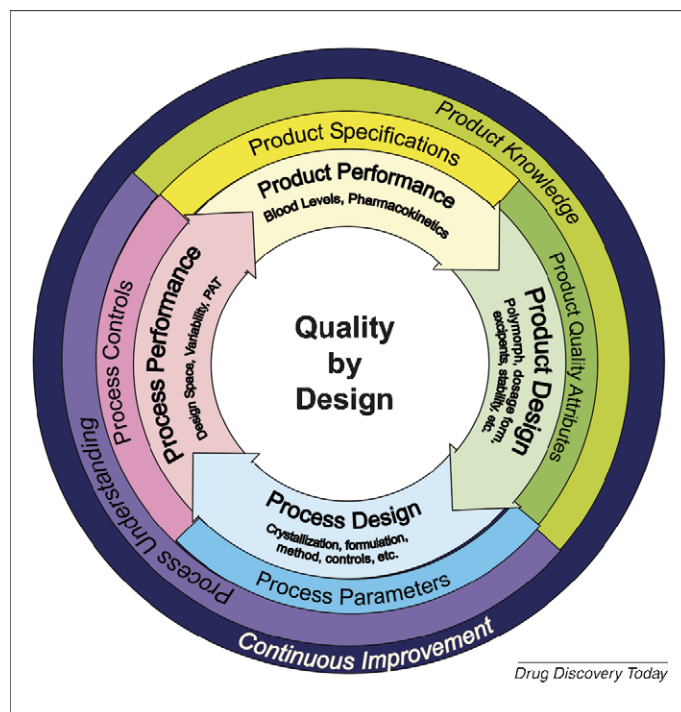 Product Knowledge
Product Specifications
Product Performance
Blood Levels, Pharmacokinetics
Product Quality Attributes
Product Design
Polymorph, dosage form,
excipents, stability, etc.
Quality
by
Design
Process Design
Crystallization, formulation,
method, controls, etc.
Process Parameters
Process Performance
Design Space, Variability, PAT
Process Controls
Process Understanding
Continuous Improvement
Drug Discovery Today